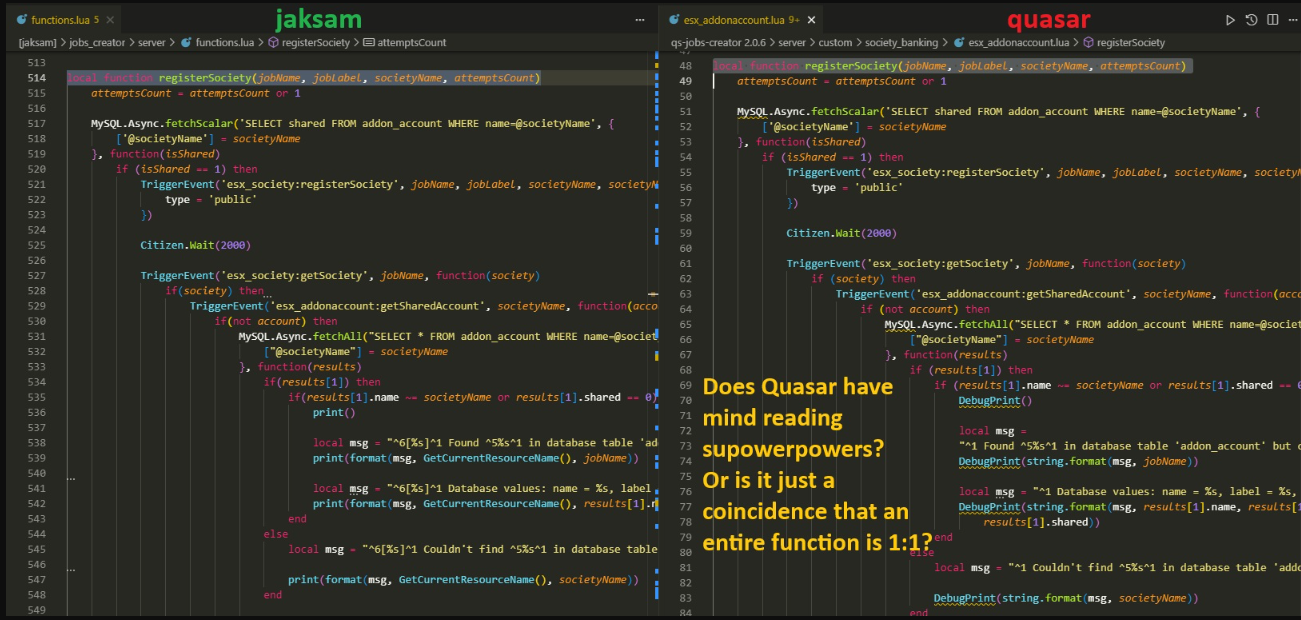 functions.lua 5
jaksam
[jaksam] > jobs_creator > server > functions.lua > registerSociety > attemptsCount
513
514 local function registerSociety(jobName, jobLabel, societyName, attemptsCount)
515 attemptsCount = attemptsCount or 1
516
517 MySQL.Async.fetchScalar('SELECT shared FROM addon_account WHERE name=@societyName', {
518 ['@societyName'] = societyName
519 }, function(isShared)
520 if (isShared == 1) then
521 TriggerEvent('esx_society:registerSociety', jobName, jobLabel, societyName, societyN
522 type = 'public'
523 })
524
525 Citizen.Wait(2000)
526
527 TriggerEvent('esx_society:getSociety', jobName, function(society)
528 if(society) then
529 TriggerEvent('esx_addonaccount:getSharedAccount', societyName, function(acco
530 if(not account) then
531 MySQL.Async.fetchAll("SELECT * FROM addon_account WHERE name=@societ
532 ["@societyName"] = societyName
533 }, function(results)
534 if(results[1]) then
535 if(results[1].name ~= societyName or results[1].shared == 0)
536 print()
537
538 local msg = "^6[%s]^1 Found ^5%s^1 in database table 'ad
539 print(format(msg, GetCurrentResourceName(), jobName))
540
541 local msg = "^6[%s]^1 Database values: name = %s, label
542 print(format(msg, GetCurrentResourceName(), results[1].n
543 end
544 else
545 local msg = "^6[%s]^1 Couldn't find ^5%s^1 in database table
546
547 print(format(msg, GetCurrentResourceName(), societyName))
548 end
549
esx_addonaccount.lua 9+
quasar
qs-jobs-creator 2.0.6 > server > custom > society_banking > esx_addonaccount.lua > registerSociety
48 local function registerSociety(jobName, jobLabel, societyName, attemptsCount)
49 attemptsCount = attemptsCount or 1
50
51 MySQL.Async.fetchScalar('SELECT shared FROM addon_account WHERE name=@societyName', {
52 ['@societyName'] = societyName
53 }, function(isShared)
54 if (isShared == 1) then
55 TriggerEvent('esx_society:registerSociety', jobName, jobLabel, societyName, societyN
56 type = 'public'
57 })
58
59 Citizen.Wait(2000)
60
61 TriggerEvent('esx_society:getSociety', jobName, function(society)
62 if (society) then
63 TriggerEvent('esx_addonaccount:getSharedAccount', societyName, function(acco
64 if (not account) then
65 MySQL.Async.fetchAll("SELECT * FROM addon_account WHERE name=@societ
66 ["@societyName"] = societyName
67 }, function(results)
68 if (results[1]) then
69 if (results[1].name ~= societyName or results[1].shared == 0
70 DebugPrint()
71
72 local msg =
73 "^1 Found ^5%s^1 in database table 'addon_account' but
74 DebugPrint(string.format(msg, jobName))
75
76 local msg = "^1 Database values: name = %s, label = %s,
77 DebugPrint(string.format(msg, results[1].name, results[1
78 results[1].shared))
79 end
80 else
81 local msg = "^1 Couldn't find ^5%s^1 in database table 'addo
82
83 DebugPrint(string.format(msg, societyName))
84 end
Does Quasar have
mind reading
supowerpowers?
Or is it just a
coincidence that an
entire function is 1:1?